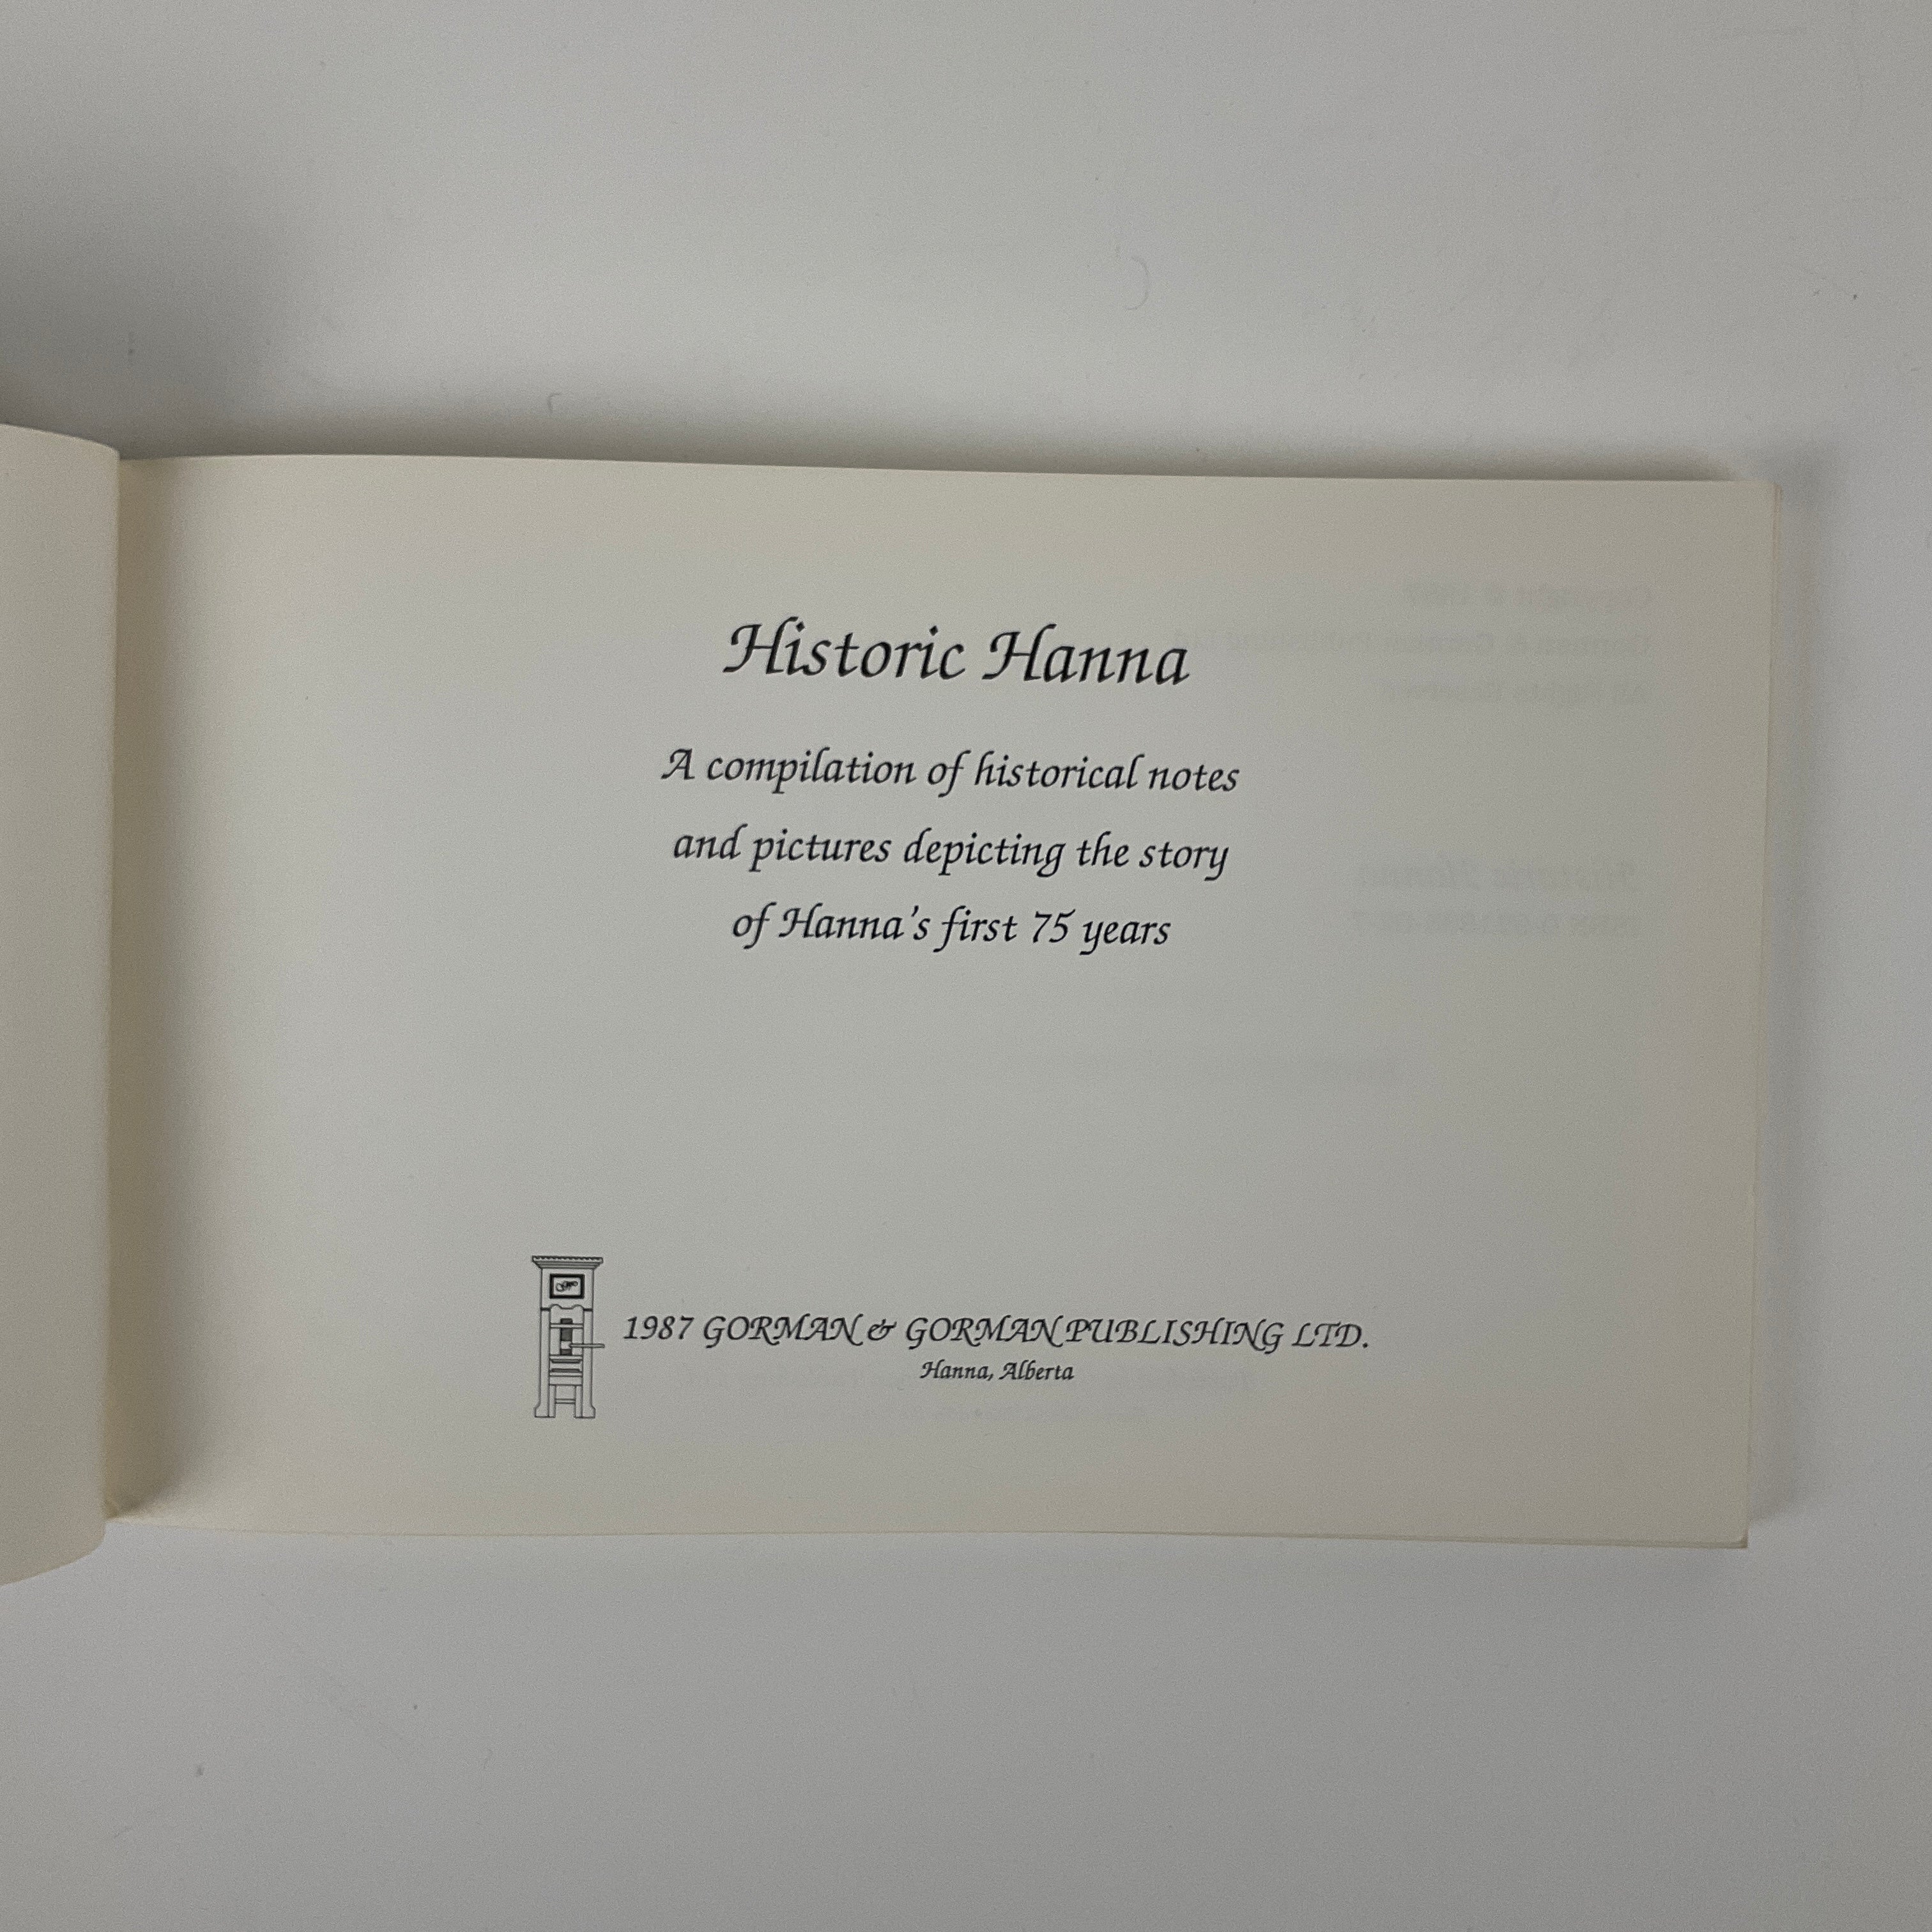 Historic Hanna
A compilation of historical notes
and pictures depicting the story
of Hanna's first 75 years
1987 GORMAN & GORMAN PUBLISHING LTD.
Hanna, Alberta